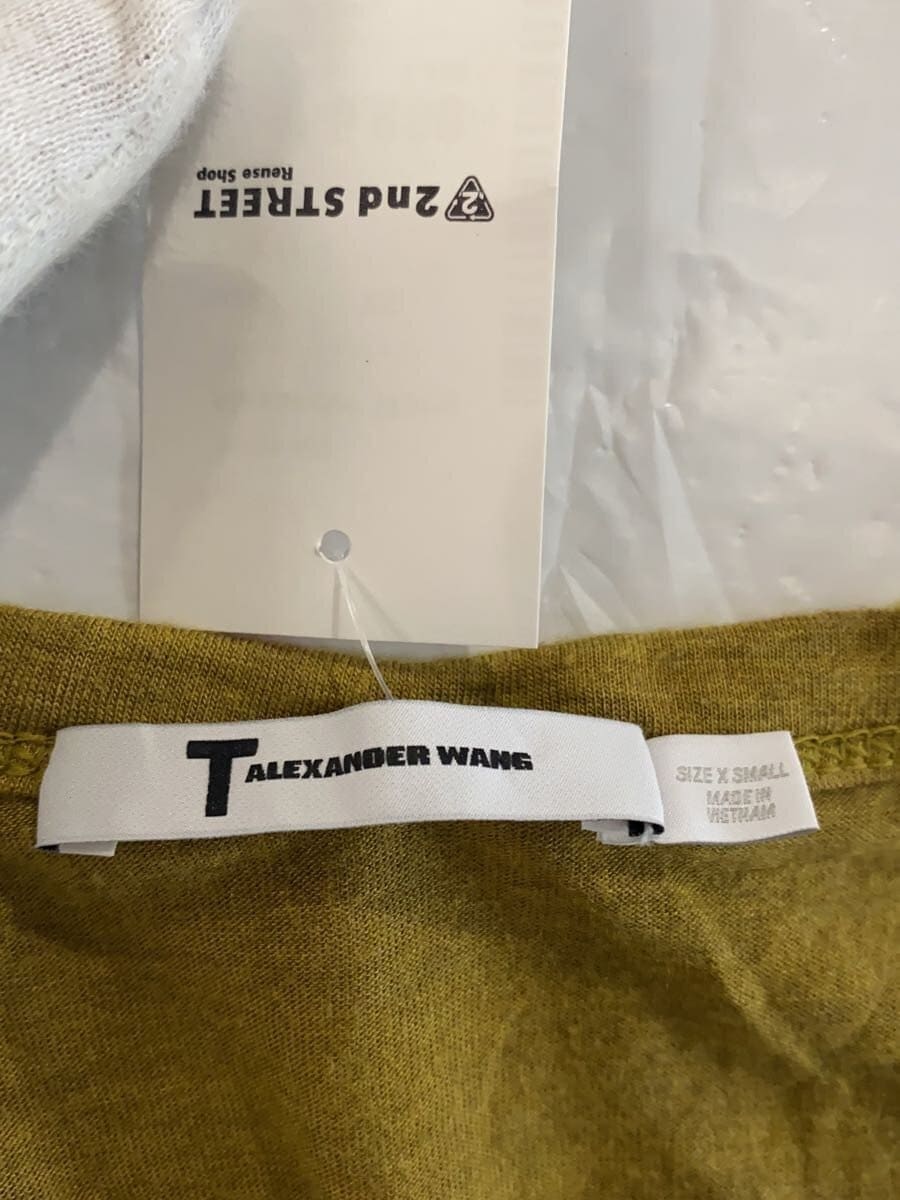 2nd STREET
Reuse Shop
T ALEXANDER WANG
SIZE X SMALL
MADE IN
VIETNAM